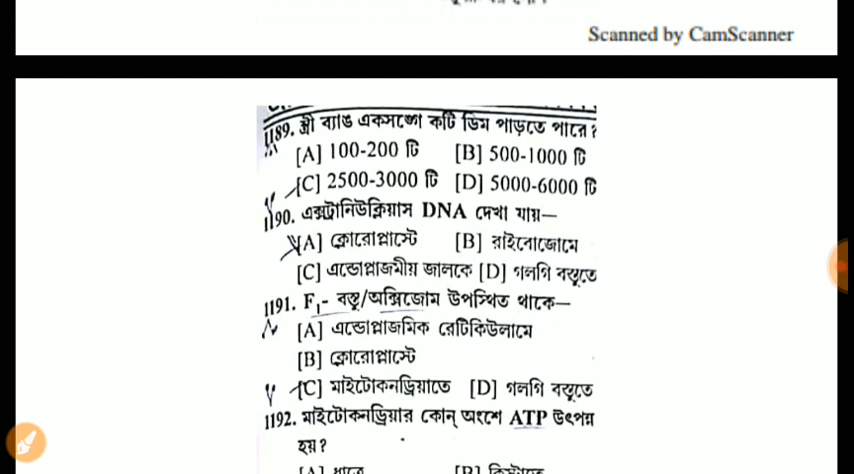 Scanned by CamScanner
1189. স্ত্রী ব্যাঙ একসঙ্গে কটি ডিম পাড়তে পারে?
[A] 100-200 টি [B] 500-1000 টি
[C] 2500-3000 টি [D] 5000-6000 টি
1190. এক্সট্রানিউক্লিয়াস DNA দেখা যায়—
[A] ক্লোরোপ্লাস্টে [B] রাইবোজোমে
[C] এন্ডোপ্লাজমীয় জালকে [D] গলগি বস্তুতে
1191. F₁- বস্তু/অক্সিজোম উপস্থিত থাকে—
[A] এন্ডোপ্লাজমিক রেটিকিউলামে
[B] ক্লোরোপ্লাস্টে
[C] মাইটোকনড্রিয়াতে [D] গলগি বস্তুতে
1192. মাইটোকনড্রিয়ার কোন্ অংশে ATP উৎপন্ন
হয়?